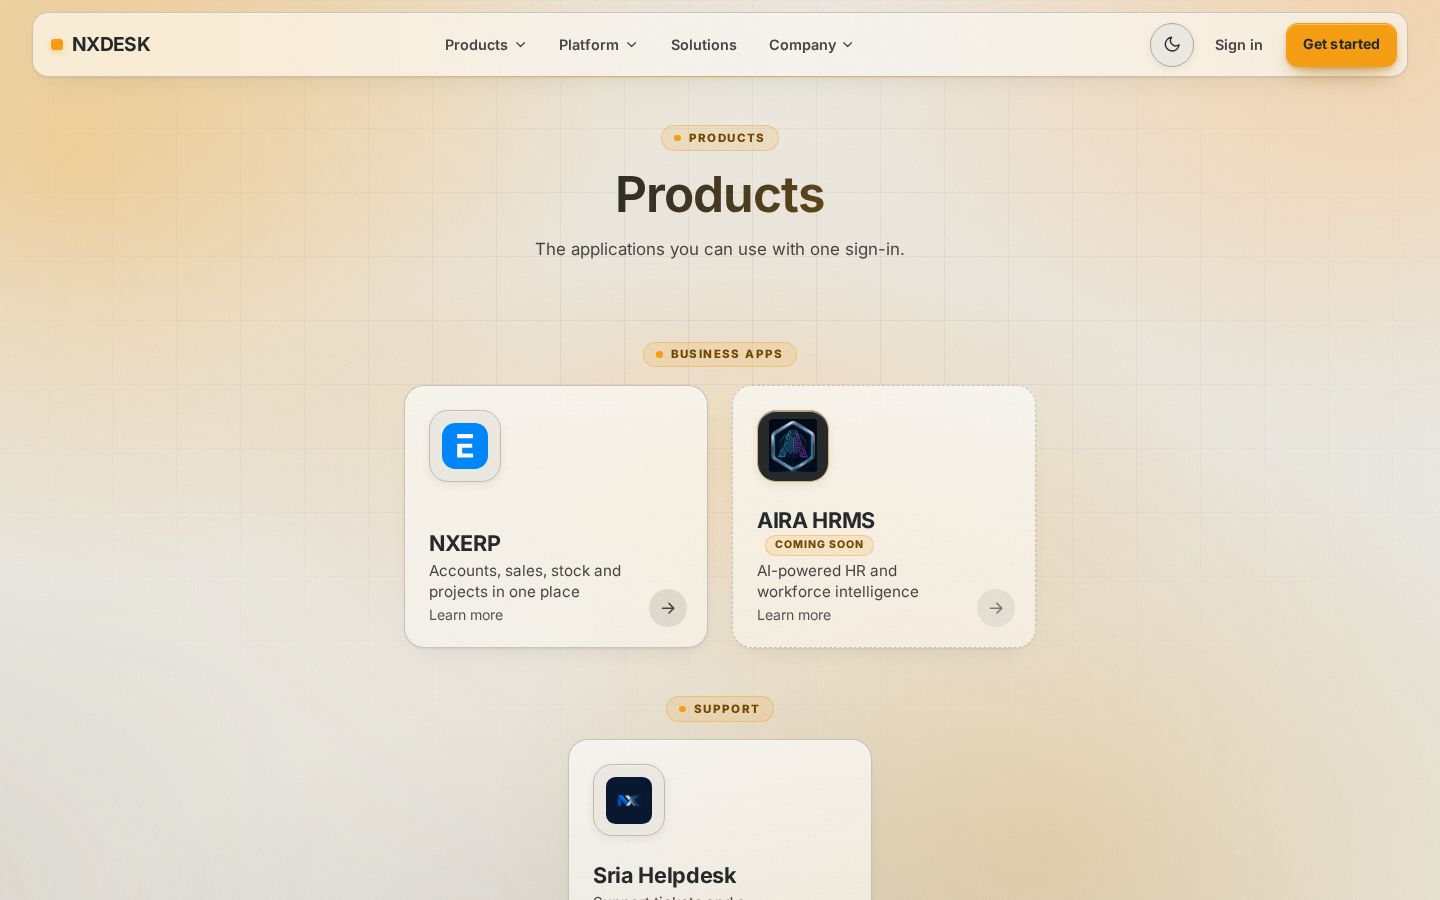 NXDESK
Products
Platform
Solutions
Company
Sign in
Get started
PRODUCTS
Products
The applications you can use with one sign-in.
BUSINESS APPS
NXERP
Accounts, sales, stock and
projects in one place
Learn more
AIRA HRMS
COMING SOON
AI-powered HR and
workforce intelligence
Learn more
SUPPORT
NX
Sria Helpdesk